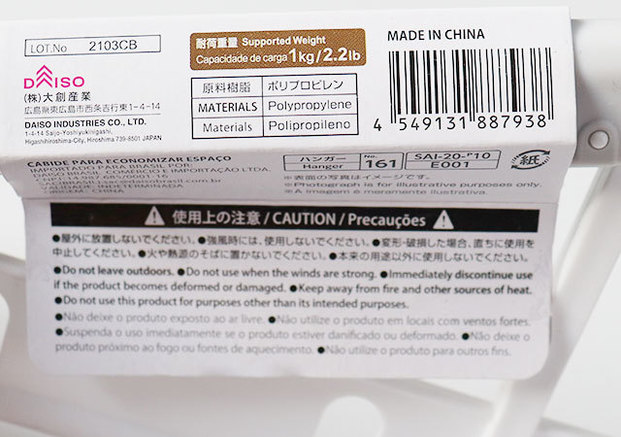 LOT.No 2103CB
DAISO
(株)大創産業
広島県東広島市西条吉行東1-4-14
DAISO INDUSTRIES CO., LTD.
1-4-14 Saijo-Yoshiyukihigashi,
Higashihiroshima-City, Hiroshima 739-8501 JAPAN
耐荷重量 Supported Weight
Capacidade de carga 1kg/2.2lb
原料樹脂 ポリプロピレン
MATERIALS Polypropylene
Materials Polipropileno
MADE IN CHINA
4 549131 887938
CABIDE PARA ECONOMIZAR ESPAÇO
IMPORTADO PARA BRASIL POR:
DAISO BRASIL COMÉRCIO E IMPORTAÇÃO LTDA.
VALIDADE: INDETERMINADA
ハンガー Hanger No. 161 SAI-20-P10 E001
紙
※表面の写真はイメージです。
※Photograph is for illustrative purposes only.
※A imagem é meramente ilustrativa.
使用上の注意 / CAUTION / Precauções
●屋外に放置しないでください。●強風時には、使用しないでください。●変形・破損した場合、直ちに使用を
中止してください。●火や熱源のそばに置かないでください。●本来の用途以外に使用しないでください。
●Do not leave outdoors. ●Do not use when the winds are strong. ●Immediately discontinue use
if the product becomes deformed or damaged. ●Keep away from fire and other sources of heat.
●Do not use this product for purposes other than its intended purposes.
●Não deixe o produto exposto ao ar livre. ●Não utilize o produto em locais com ventos fortes.
●Suspenda o uso imediatamente se o produto estiver danificado ou deformado. ●Não deixe o
produto próximo ao fogo ou fontes de aquecimento. ●Não utilize o produto para outros fins.